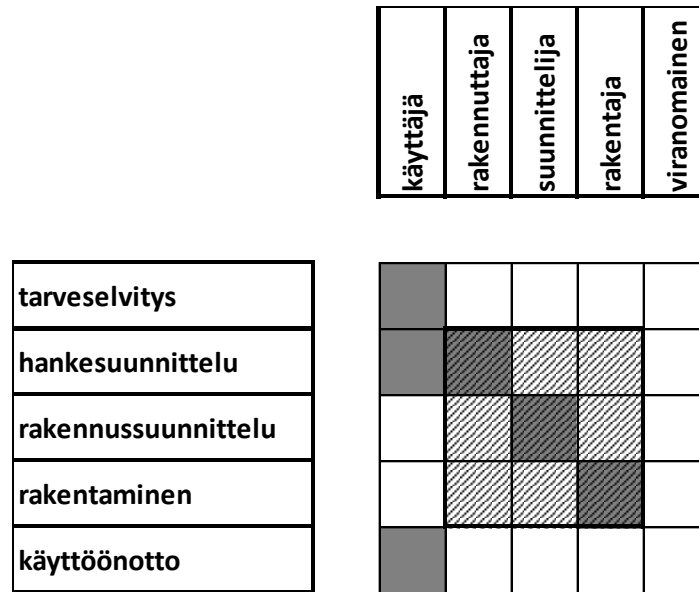 käyttäjä
rakennuttaja
suunnittelija
rakentaja
viranomainen
tarveselvitys
hankesuunnittelu
rakennussuunnittelu
rakentaminen
käyttöönotto